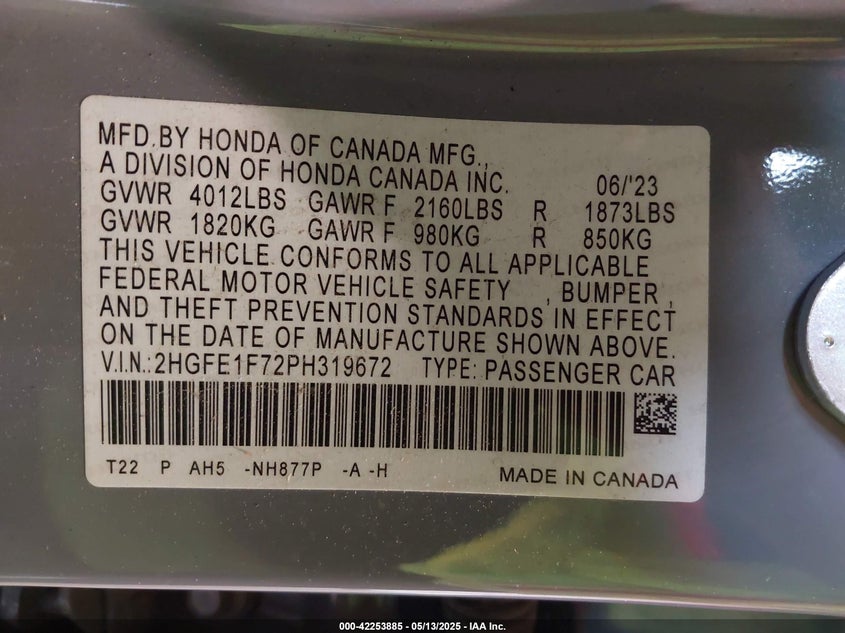 MFD.BY HONDA OF CANADA MFG.,
A DIVISION OF HONDA CANADA INC. 06/'23
GVWR 4012LBS GAWR F 2160LBS R 1873LBS
GVWR 1820KG GAWR F 980KG R 850KG
THIS VEHICLE CONFORMS TO ALL APPLICABLE
FEDERAL MOTOR VEHICLE SAFETY , BUMPER ,
AND THEFT PREVENTION STANDARDS IN EFFECT
ON THE DATE OF MANUFACTURE SHOWN ABOVE.
V.I.N.:2HGFE1F72PH319672 TYPE: PASSENGER CAR
T22 P AH5 -NH877P -A -H MADE IN CANADA
000-42253885 - 05/13/2025 - IAA Inc.